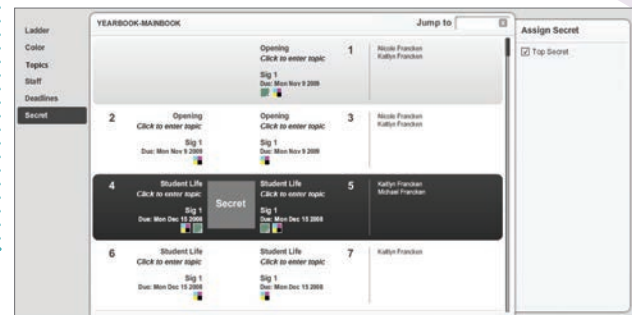 Ladder
Color
Topics
Staff
Deadlines
Secret
YEARBOOK-MAINBOOK
Jump to
Opening
Click to enter topic
Sig 1
Due: Mon Nov 9 2009
1
Nicole Francken
Kaitlyn Francken
2
Opening
Click to enter topic
Sig 1
Due: Mon Nov 9 2009
Opening
Click to enter topic
Sig 1
Due: Mon Nov 9 2009
3
Nicole Francken
Kaitlyn Francken
4
Student Life
Click to enter topic
Sig 1
Due: Mon Dec 15 2008
Secret
Student Life
Click to enter topic
Sig 1
Due: Mon Dec 15 2008
5
Kaitlyn Francken
Michael Francken
6
Student Life
Click to enter topic
Sig 1
Due: Mon Dec 15 2008
Student Life
Click to enter topic
Sig 1
Due: Mon Dec 15 2008
7
Kaitlyn Francken
Assign Secret
Top Secret